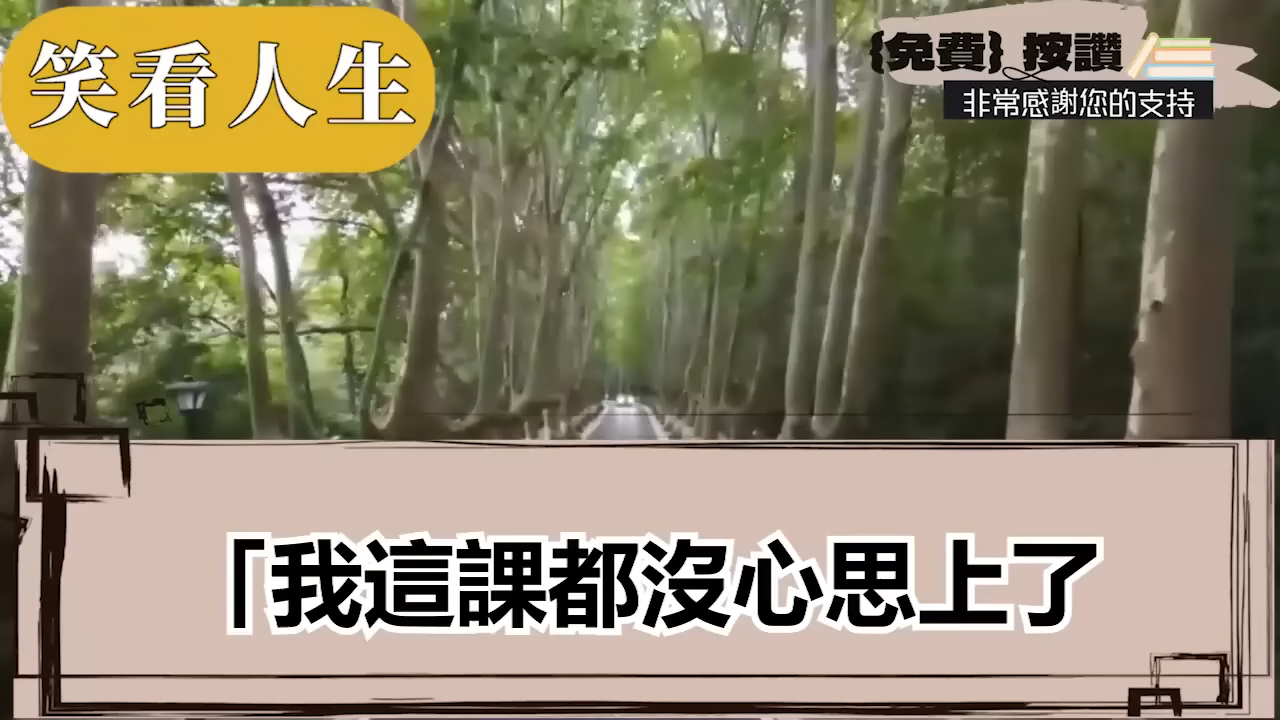 笑看人生
{免費} 按讚
非常感謝您的支持
「我這課都沒心思上了